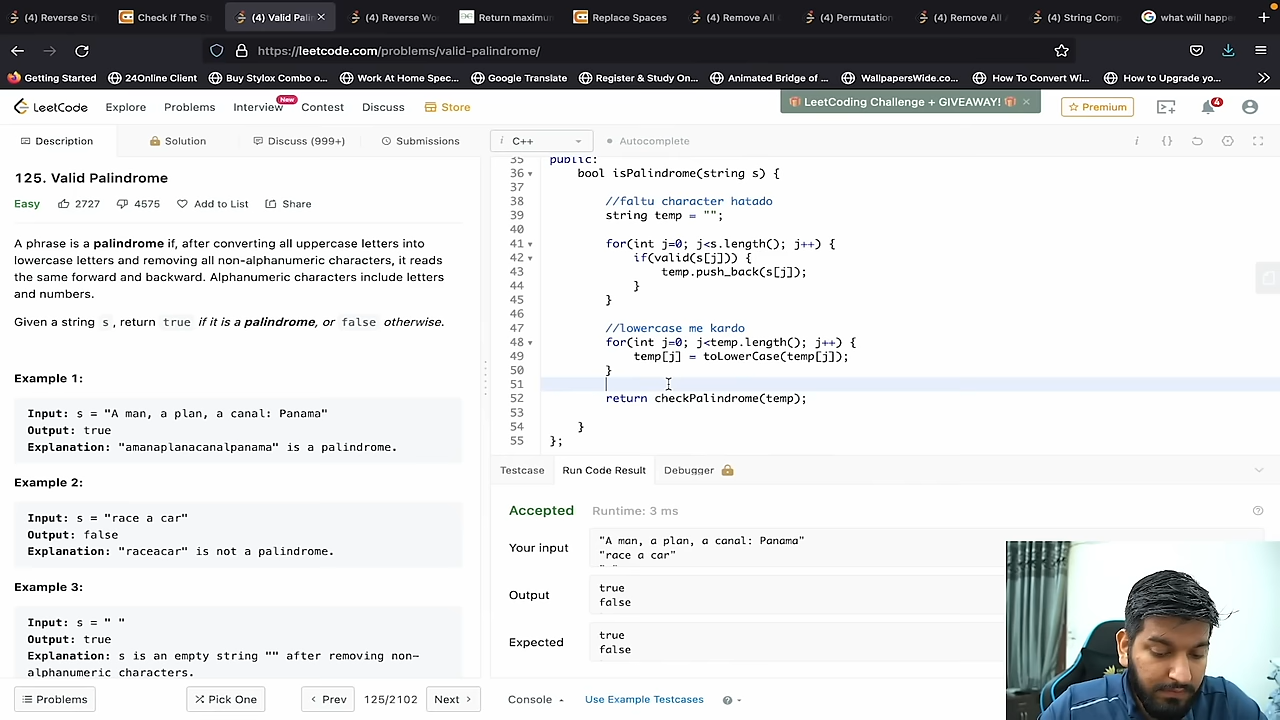 (4) Reverse Stri
Check If The St
(4) Valid Pali
(4) Reverse Wo
Return maximu
Replace Spaces
(4) Remove All
(4) Permutation
(4) Remove All
(4) String Comp
what will happe
https://leetcode.com/problems/valid-palindrome/
Getting Started
24Online Client
Buy Stylox Combo o...
Work At Home Spc...
Google Translate
Register & Study On...
Animated Bridge of ...
WallpapersWide.co...
How To Convert Wi...
How to Upgrade yo...
LeetCode
Explore
Problems
Interview
New
Contest
Discuss
Store
LeetCoding Challenge + GIVEAWAY!
Premium
4
Description
Solution
Discuss (999+)
Submissions
i C++
Autocomplete
125. Valid Palindrome
Easy 2727 4575 Add to List Share
A phrase is a palindrome if, after converting all uppercase letters into
lowercase letters and removing all non-alphanumeric characters, it reads
the same forward and backward. Alphanumeric characters include letters
and numbers.
Given a string s, return true if it is a palindrome, or false otherwise.
Example 1:
Input: s = "A man, a plan, a canal: Panama"
Output: true
Explanation: "amanaplanacanalpanama" is a palindrome.
Example 2:
Input: s = "race a car"
Output: false
Explanation: "raceacar" is not a palindrome.
Example 3:
Input: s = " "
Output: true
Explanation: s is an empty string "" after removing non-
alphanumeric characters.
Problems
Pick One
Prev
125/2102
Next
35 public:
36 bool isPalindrome(string s) {
37
38 //faltu character hatado
39 string temp = "";
40
41 for(int j=0; j<s.length(); j++) {
42 if(valid(s[j])) {
43 temp.push_back(s[j]);
44 }
45 }
46
47 //lowercase me kardo
48 for(int j=0; j<temp.length(); j++) {
49 temp[j] = toLowerCase(temp[j]);
50 }
51
52 return checkPalindrome(temp);
53
54 }
55 };
Testcase
Run Code Result
Debugger
Accepted Runtime: 3 ms
Your input
"A man, a plan, a canal: Panama"
"race a car"
Output
true
false
Expected
true
false
Console
Use Example Testcases